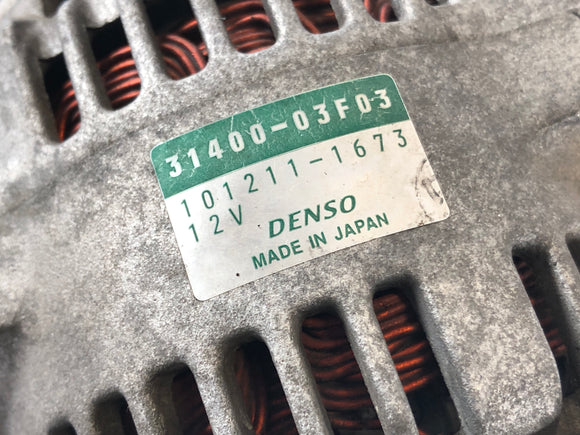 31400-03F03
101211-1673
12V
DENSO
MADE IN JAPAN